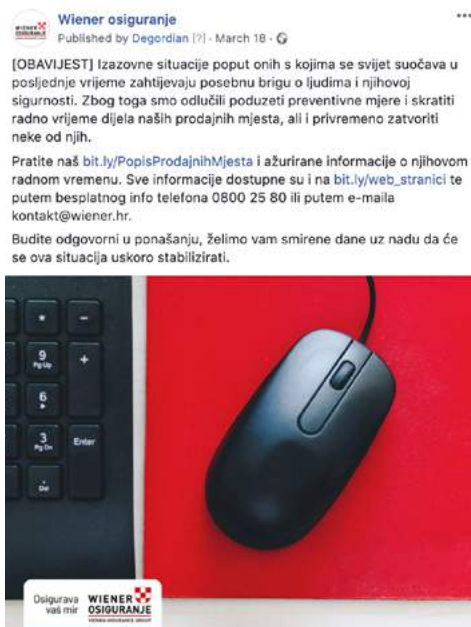 Wiener osiguranje
Published by Degordian [?] · March 18 ·
[OBAVIJEST] Izazovne situacije poput onih s kojima se svijet suočava u
posljednje vrijeme zahtijevaju posebnu brigu o ljudima i njihovoj
sigurnosti. Zbog toga smo odlučili poduzeti preventivne mjere i skratiti
radno vrijeme dijela naših prodajnih mjesta, ali i privremeno zatvoriti
neke od njih.
Pratite naš bit.ly/PopisProdajnihMjesta i ažurirane informacije o njihovom
radnom vremenu. Sve informacije dostupne su i na bit.ly/web_stranici te
putem besplatnog info telefona 0800 25 80 ili putem e-maila
kontakt@wiener.hr.
Budite odgovorni u ponašanju, želimo vam smirene dane uz nadu da će
se ova situacija uskoro stabilizirati.
* -
9 +
Pg Up
6
3 Enter
Pg Dn
.
Del
Osigurava WIENER
vaš mir OSIGURANJE
VIENNA INSURANCE GROUP